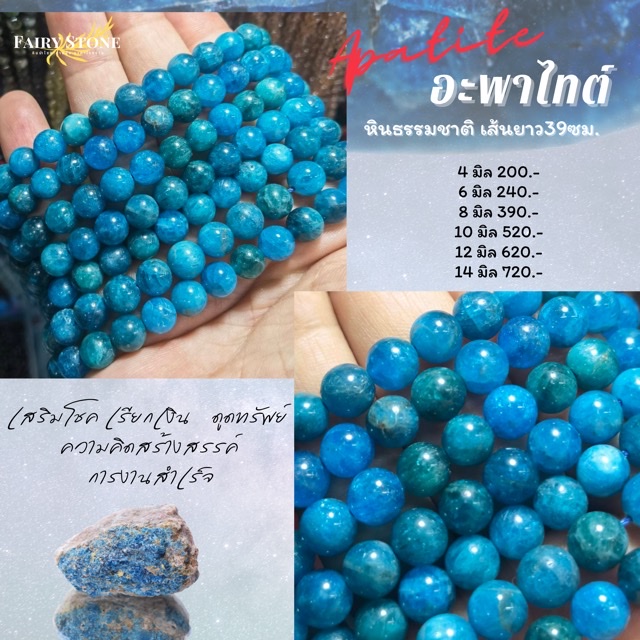 FAIRY STONE
Apatite
อะพาไทต์
หินธรรมชาติ เส้นยาว39ซม.
4 มิล 200.-
6 มิล 240.-
8 มิล 390.-
10 มิล 520.-
12 มิล 620.-
14 มิล 720.-
เสริมโชค เรียกเงิน ดูดทรัพย์
ความคิดสร้างสรรค์
การงานสำเร็จ